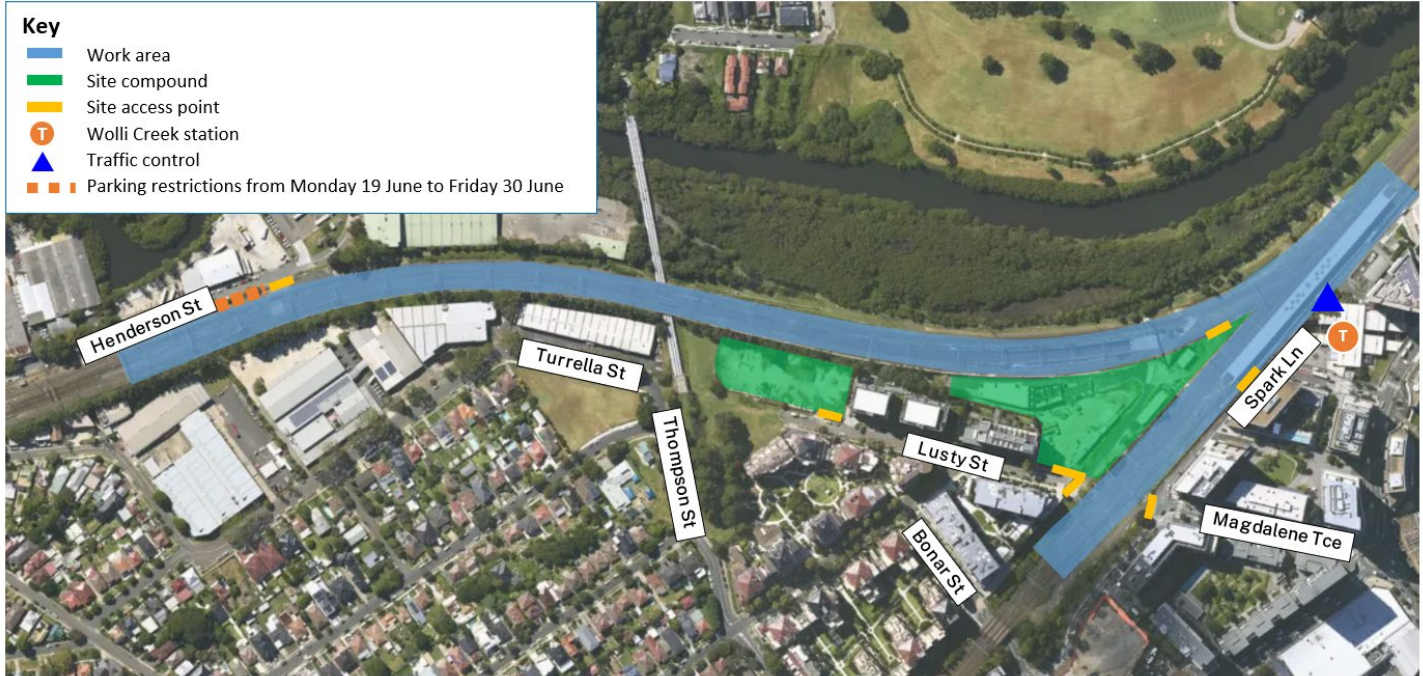 Key
Work area
Site compound
Site access point
T
Wolli Creek station
Traffic control
Parking restrictions from Monday 19 June to Friday 30 June
Henderson St
Turrella St
Thompson St
Lusty St
Bonar St
Spark Ln
T
Magdalene Tce